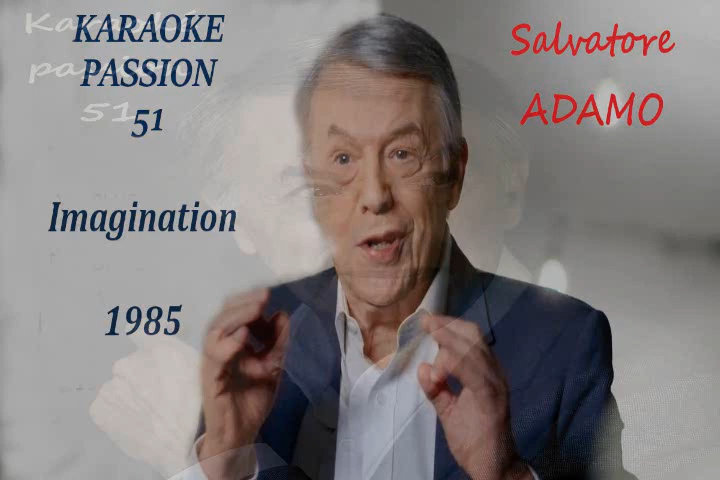 KARAOKE
PASSION
51
Imagination
1985
Salvatore
ADAMO